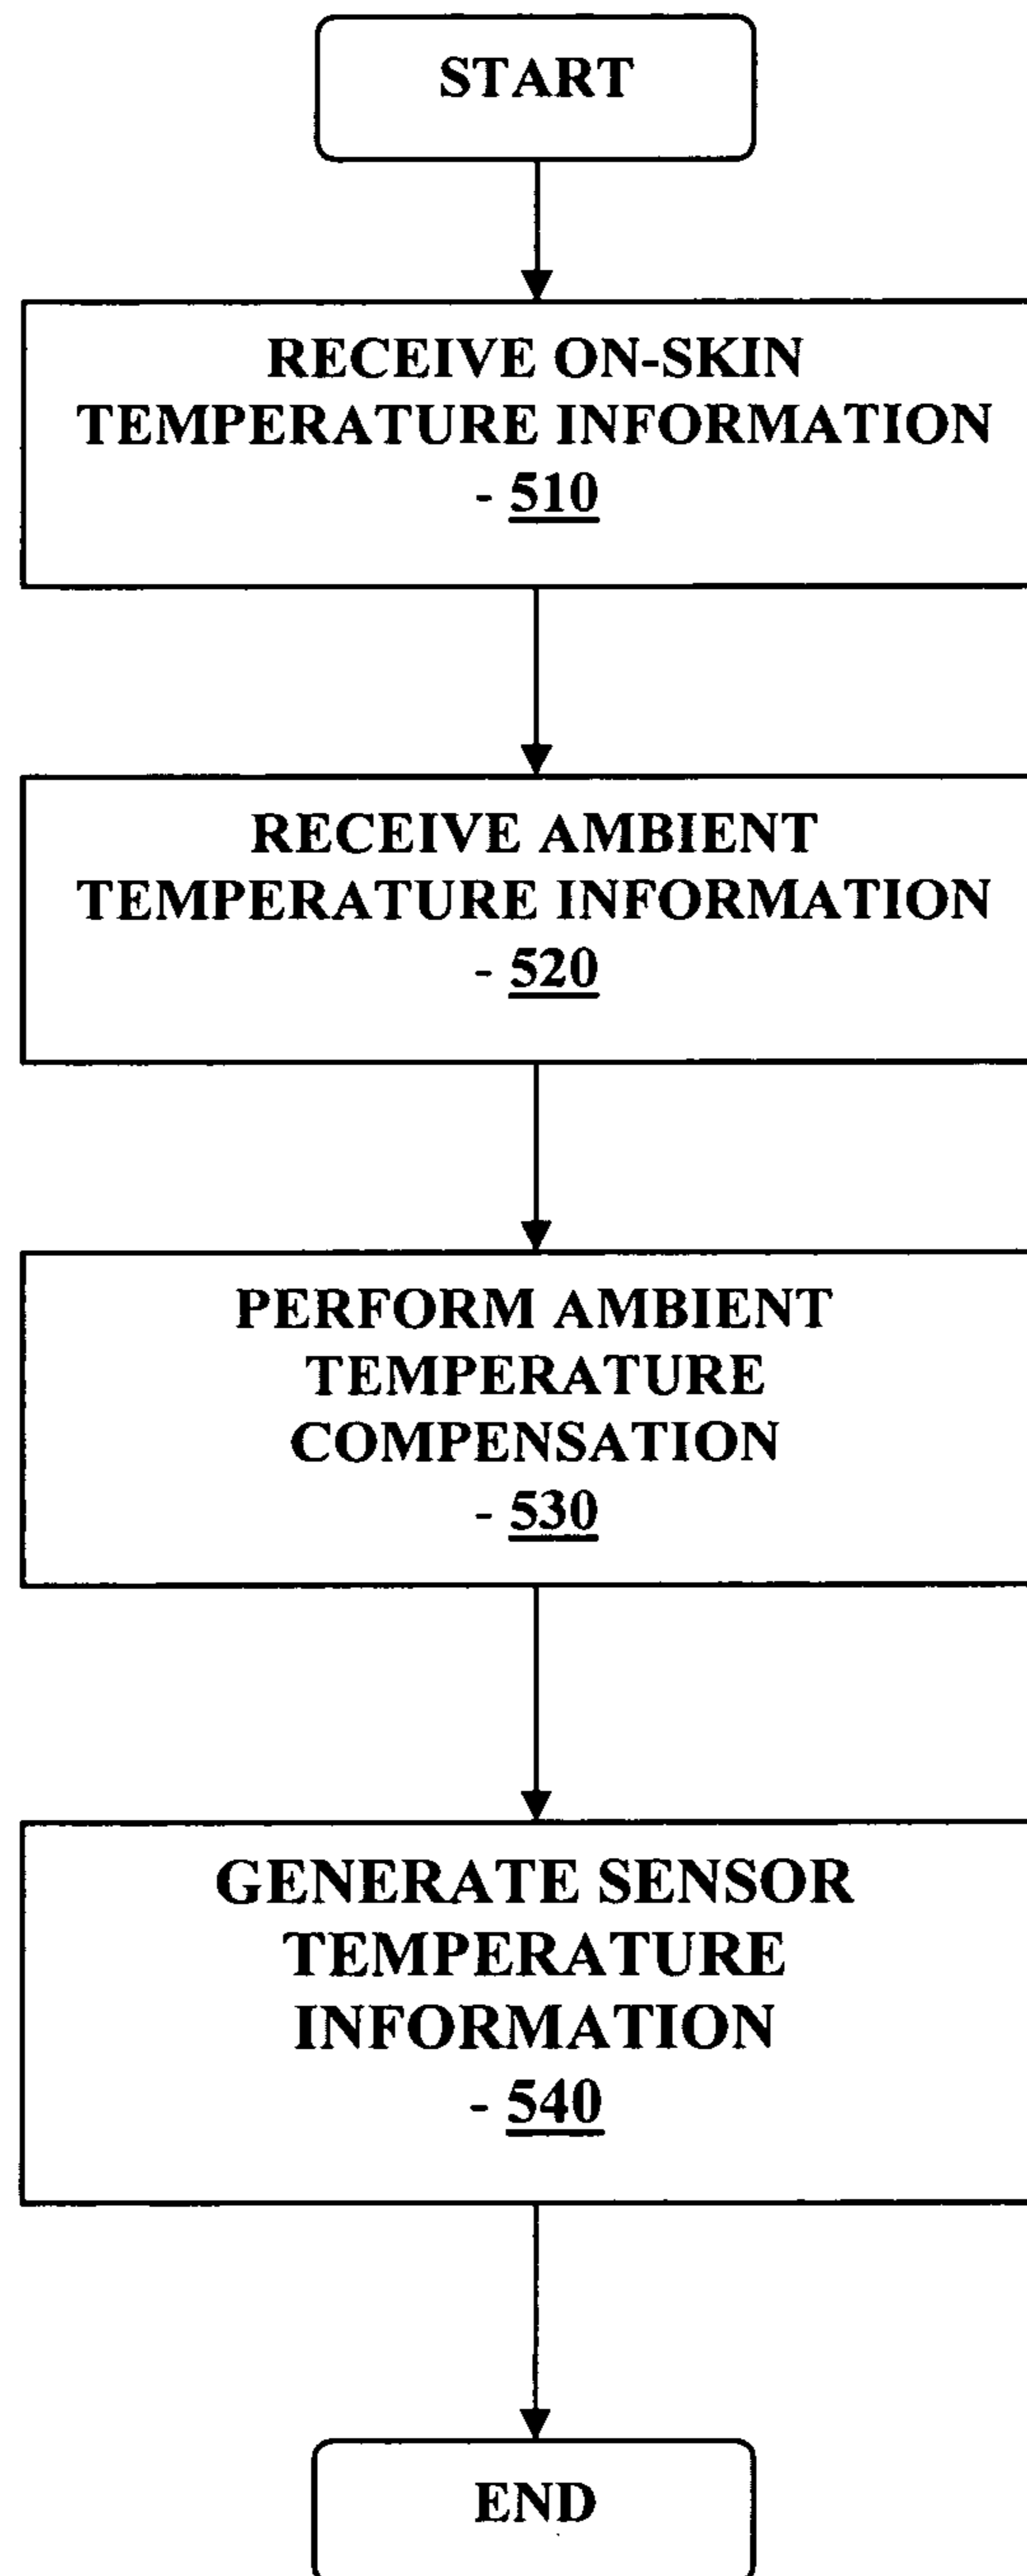 START
RECEIVE ON-SKIN
TEMPERATURE INFORMATION
- 510
RECEIVE AMBIENT
TEMPERATURE INFORMATION
- 520
PERFORM AMBIENT
TEMPERATURE
COMPENSATION
- 530
GENERATE SENSOR
TEMPERATURE
INFORMATION
- 540
END